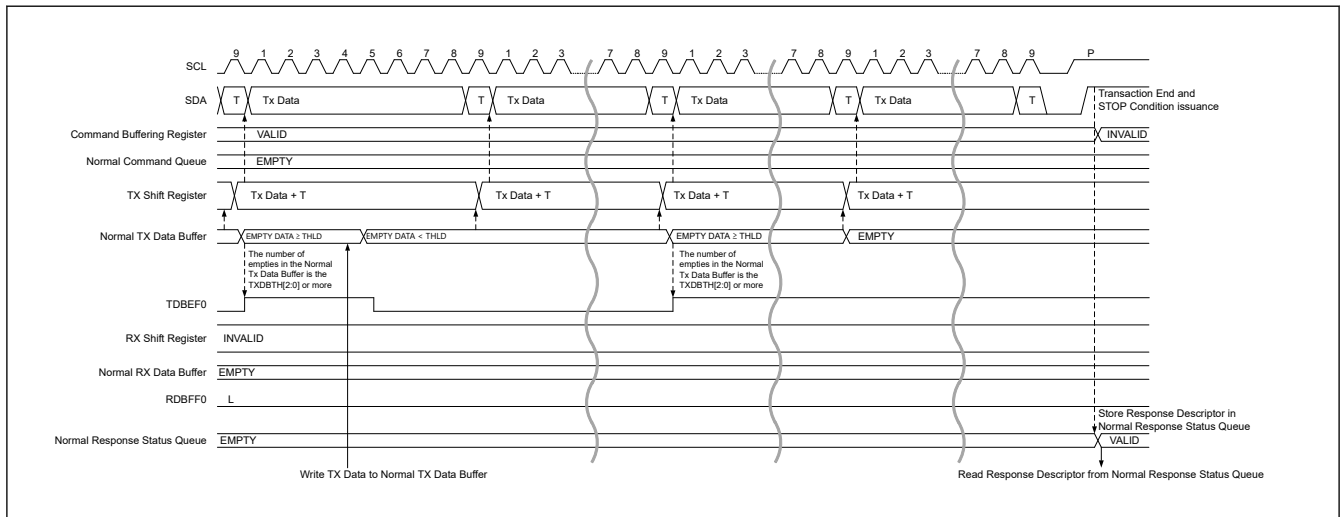 SCL 9 1 2 3 4 5 6 7 8 9 1 2 3 7 8 9 1 2 3 7 8 9 1 2 3 7 8 9 P
SDA T Tx Data T Tx Data T Tx Data T Tx Data T
Transaction End and
STOP Condition issuance
Command Buffering Register VALID INVALID
Normal Command Queue EMPTY
TX Shift Register Tx Data + T Tx Data + T Tx Data + T Tx Data + T
Normal TX Data Buffer EMPTY DATA ≥ THLD EMPTY DATA < THLD EMPTY DATA ≥ THLD EMPTY
The number of
empties in the Normal
Tx Data Buffer is the
TXDBTH[2:0] or more
The number of
empties in the Normal
Tx Data Buffer is the
TXDBTH[2:0] or more
TDBEF0
RX Shift Register INVALID
Normal RX Data Buffer EMPTY
RDBFF0 L
Store Response Descriptor in
Normal Response Status Queue
Normal Response Status Queue EMPTY VALID
Write TX Data to Normal TX Data Buffer
Read Response Descriptor from Normal Response Status Queue